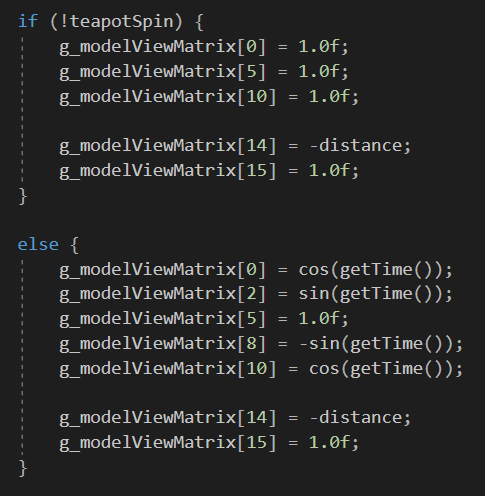 if (!teapotSpin) {
g_modelViewMatrix[0] = 1.0f;
g_modelViewMatrix[5] = 1.0f;
g_modelViewMatrix[10] = 1.0f;
g_modelViewMatrix[14] = -distance;
g_modelViewMatrix[15] = 1.0f;
}
else {
g_modelViewMatrix[0] = cos(getTime());
g_modelViewMatrix[2] = sin(getTime());
g_modelViewMatrix[5] = 1.0f;
g_modelViewMatrix[8] = -sin(getTime());
g_modelViewMatrix[10] = cos(getTime());
g_modelViewMatrix[14] = -distance;
g_modelViewMatrix[15] = 1.0f;
}